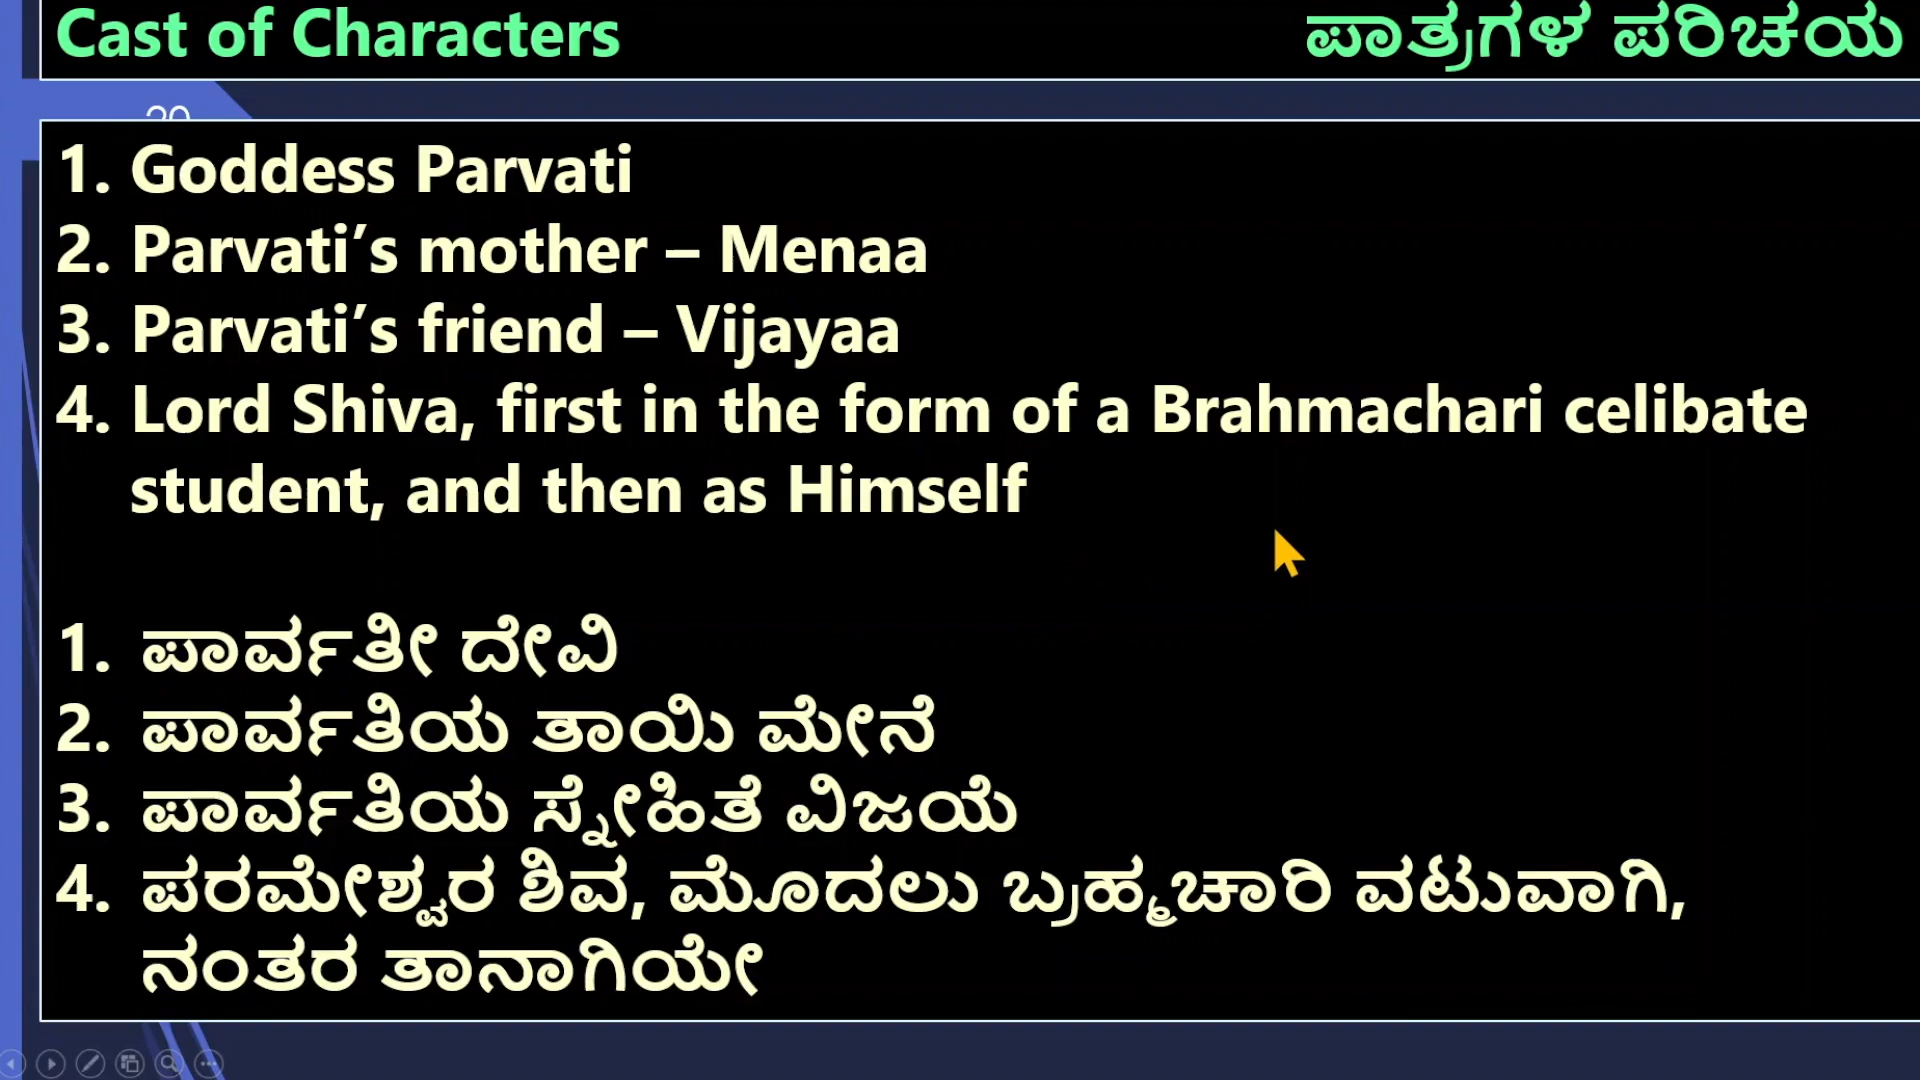 Cast of Characters ಪಾತ್ರಗಳ ಪರಿಚಯ
20
1. Goddess Parvati
2. Parvati’s mother – Menaa
3. Parvati’s friend – Vijayaa
4. Lord Shiva, first in the form of a Brahmachari celibate
student, and then as Himself
1. ಪಾರ್ವತೀ ದೇವಿ
2. ಪಾರ್ವತಿಯ ತಾಯಿ ಮೇನೆ
3. ಪಾರ್ವತಿಯ ಸ್ನೇಹಿತೆ ವಿಜಯೆ
4. ಪರಮೇಶ್ವರ ಶಿವ, ಮೊದಲು ಬ್ರಹ್ಮಚಾರಿ ವಟುವಾಗಿ,
ನಂತರ ತಾನಾಗಿಯೇ